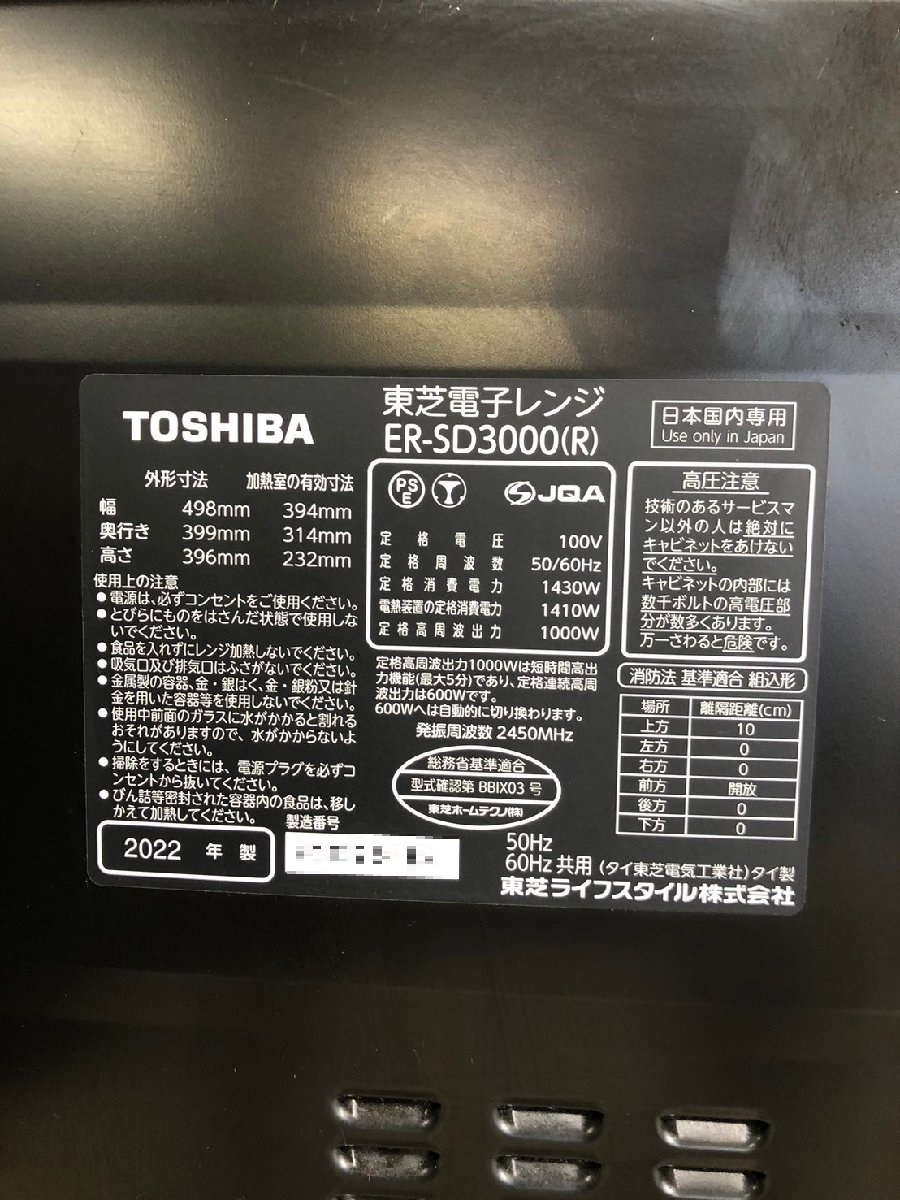 TOSHIBA
東芝電子レンジ
ER-SD3000(R)
日本国内専用
Use only in Japan
外形寸法 加熱室の有効寸法
幅 498mm 394mm
奥行き 399mm 314mm
高さ 396mm 232mm
使用上の注意
●電源は、必ずコンセントをご使用ください。
●とびらにものをはさんだ状態で使用しな
いでください。
●食品を入れずにレンジ加熱しないでください。
●吸気口及び排気口はふさがないでください。
●金属製の容器、金・銀はく、金・銀粉又は針
金を用いた容器等を使用しないでください。
●使用中前面のガラスに水がかかると割れる
おそれがありますので、水がかからないよ
うにしてください。
●掃除をするときには、電源プラグを必ずコ
ンセントから抜いてください。
●びん詰等密封された容器内の食品は、移し
かえて加熱してください。
製造番号
2022 年 製
PS
E
JQA
定格電圧 100V
定格周波数 50/60Hz
定格消費電力 1430W
電熱装置の定格消費電力 1410W
定格高周波出力 1000W
定格高周波出力1000Wは短時間高出
力機能(最大5分)であり、定格連続高周
波出力は600Wです。
600Wへは自動的に切り換わります。
発振周波数 2450MHz
総務省基準適合
型式確認第 BBIX03 号
東芝ホームテクノ(株)
高圧注意
技術のあるサービスマ
ン以外の人は絶対に
キャビネットをあけない
でください。
キャビネットの内部には
数千ボルトの高電圧部
分が数多くあります。
万一さわると危険です。
消防法 基準適合 組込形
場所 離隔距離(cm)
上方 10
左方 0
右方 0
前方 開放
後方 0
下方 0
50Hz
60Hz 共用 (タイ東芝電気工業社)タイ製
東芝ライフスタイル株式会社